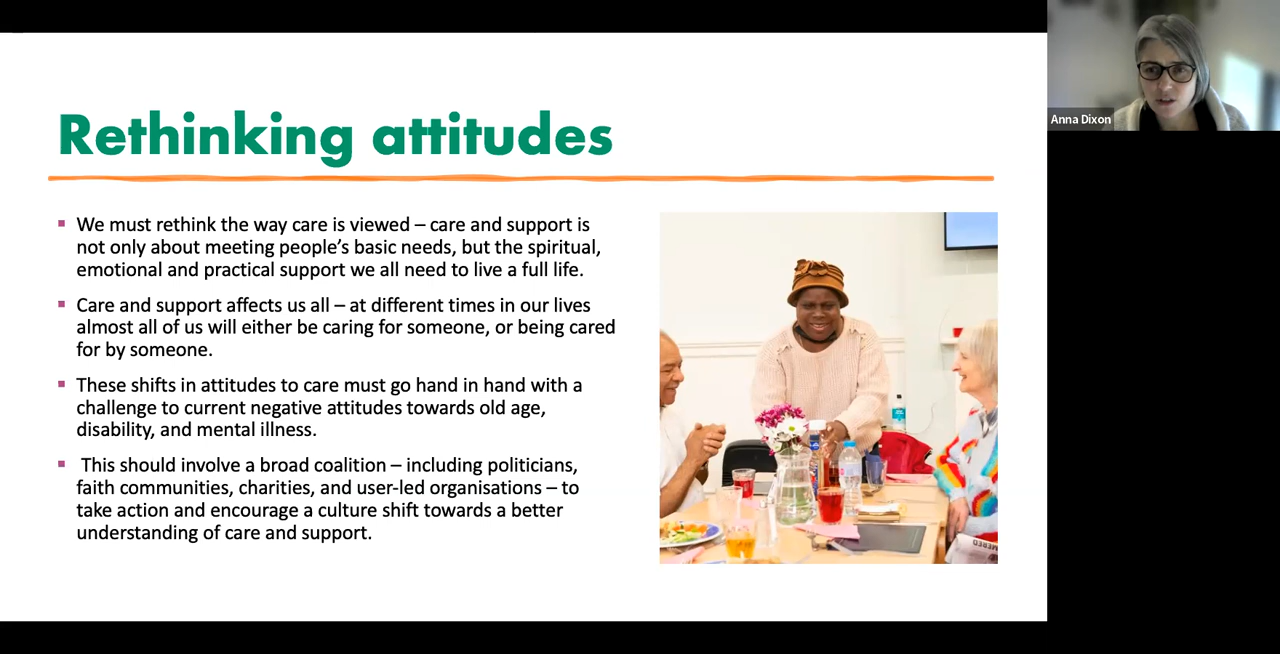 Rethinking attitudes
Anna Dixon
▪ We must rethink the way care is viewed – care and support is
not only about meeting people’s basic needs, but the spiritual,
emotional and practical support we all need to live a full life.
▪ Care and support affects us all – at different times in our lives
almost all of us will either be caring for someone, or being cared
for by someone.
▪ These shifts in attitudes to care must go hand in hand with a
challenge to current negative attitudes towards old age,
disability, and mental illness.
▪ This should involve a broad coalition – including politicians,
faith communities, charities, and user-led organisations – to
take action and encourage a culture shift towards a better
understanding of care and support.